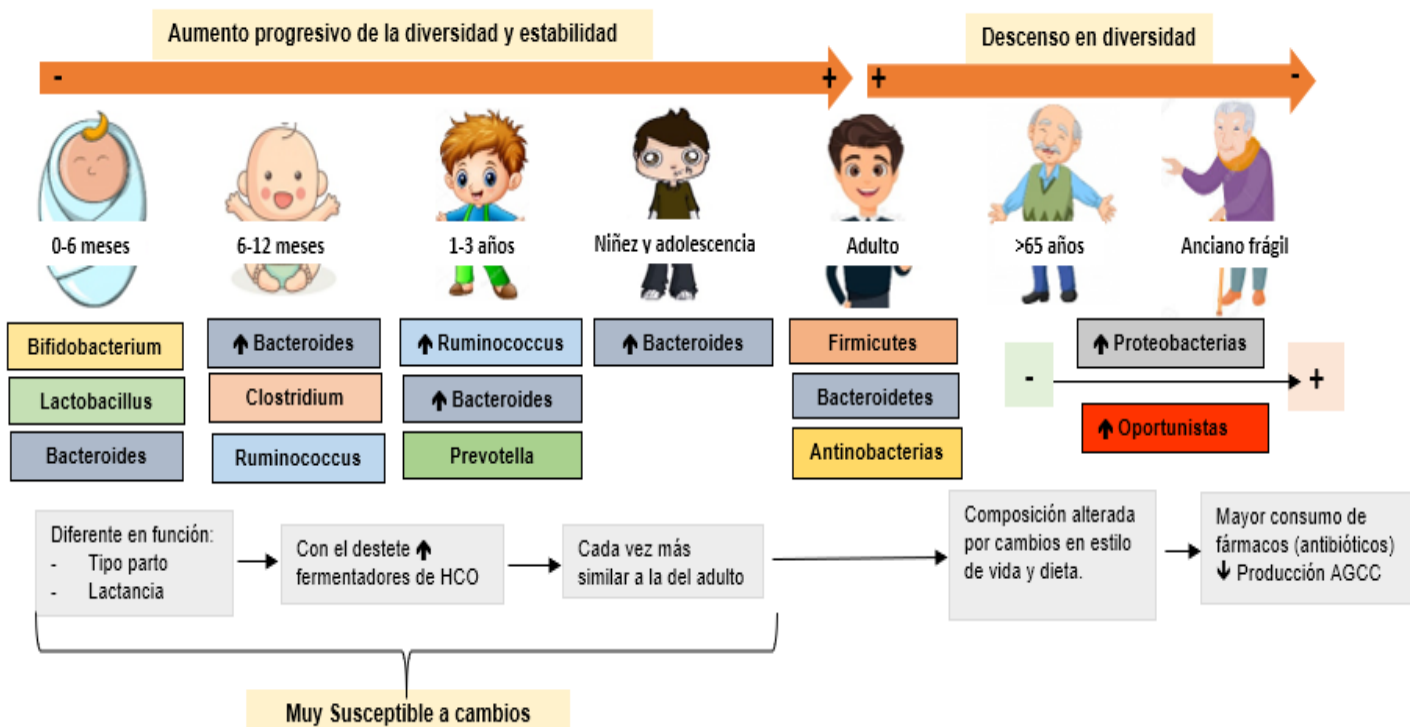 Aumento progresivo de la diversidad y estabilidad
Descenso en diversidad
-
+
+
-
0-6 meses
6-12 meses
1-3 años
Niñez y adolescencia
Adulto
>65 años
Anciano frágil
Bifidobacterium
Lactobacillus
Bacteroides
↑ Bacteroides
Clostridium
Ruminococcus
↑ Ruminococcus
↑ Bacteroides
Prevotella
↑ Bacteroides
Firmicutes
Bacteroidetes
Antinobacterias
↑ Proteobacterias
-
+
↑ Oportunistas
Diferente en función:
- Tipo parto
- Lactancia
Con el destete ↑
fermentadores de HCO
Cada vez más
similar a la del adulto
Composición alterada
por cambios en estilo
de vida y dieta.
Mayor consumo de
fármacos (antibióticos)
↓ Producción AGCC
Muy Susceptible a cambios